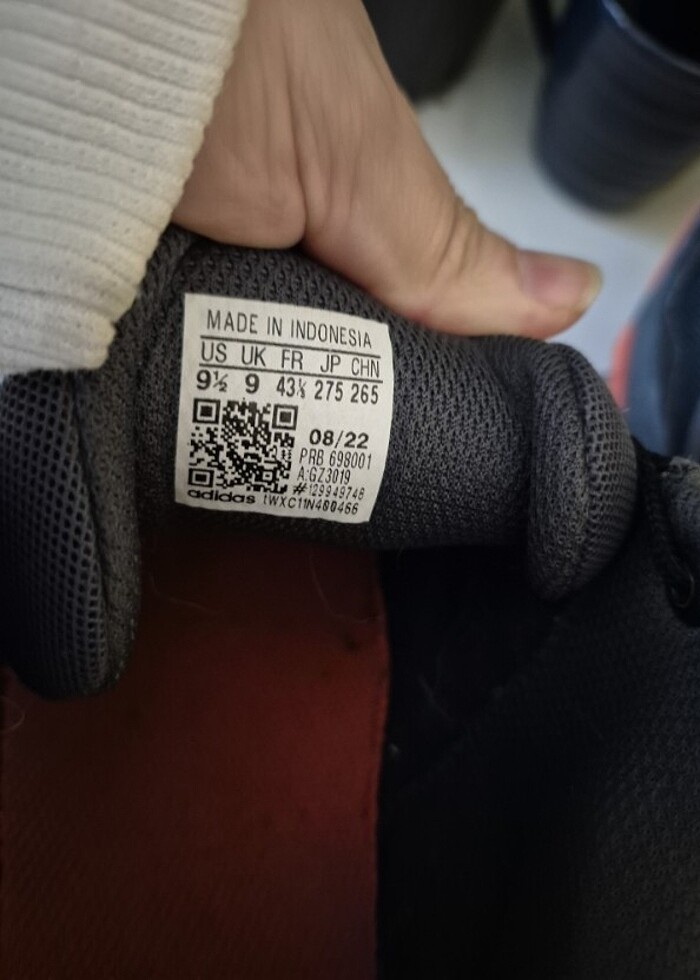 MADE IN INDONESIA
US UK FR JP CHN
9½ 9 43⅓ 275 265
08/22
PRB 698001
A:GZ3019
#129949748
adidas tWXC11N480466